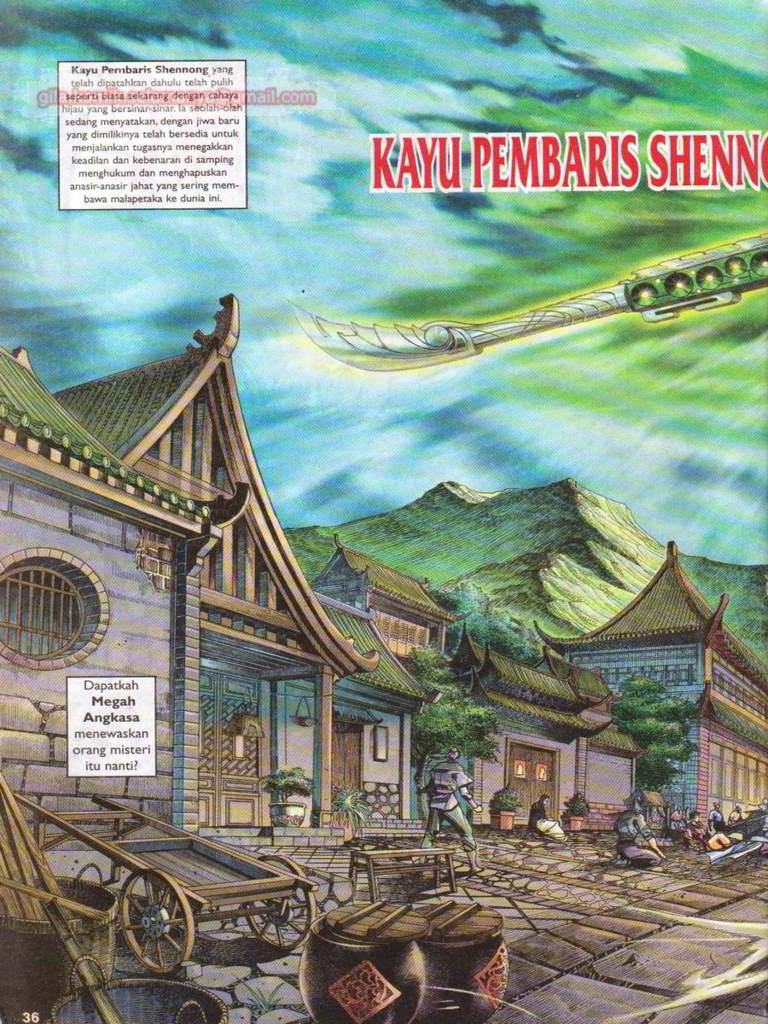 Kayu Pembaris Shennong yang
telah dipatahkan dahulu telah pulih
seperti biasa sekarang dengan cahaya
hijau yang bersinar-sinar. Ia seolah-olah
sedang menyatakan, dengan jiwa baru
yang dimilikinya telah bersedia untuk
menjalankan tugasnya menegakkan
keadilan dan kebenaran di samping
menghukum dan menghapuskan
anasir-anasir jahat yang sering mem-
bawa malapetaka ke dunia ini.
KAYU PEMBARIS SHENNO
Dapatkah
Megah
Angkasa
menewaskan
orang misteri
itu nanti?
36